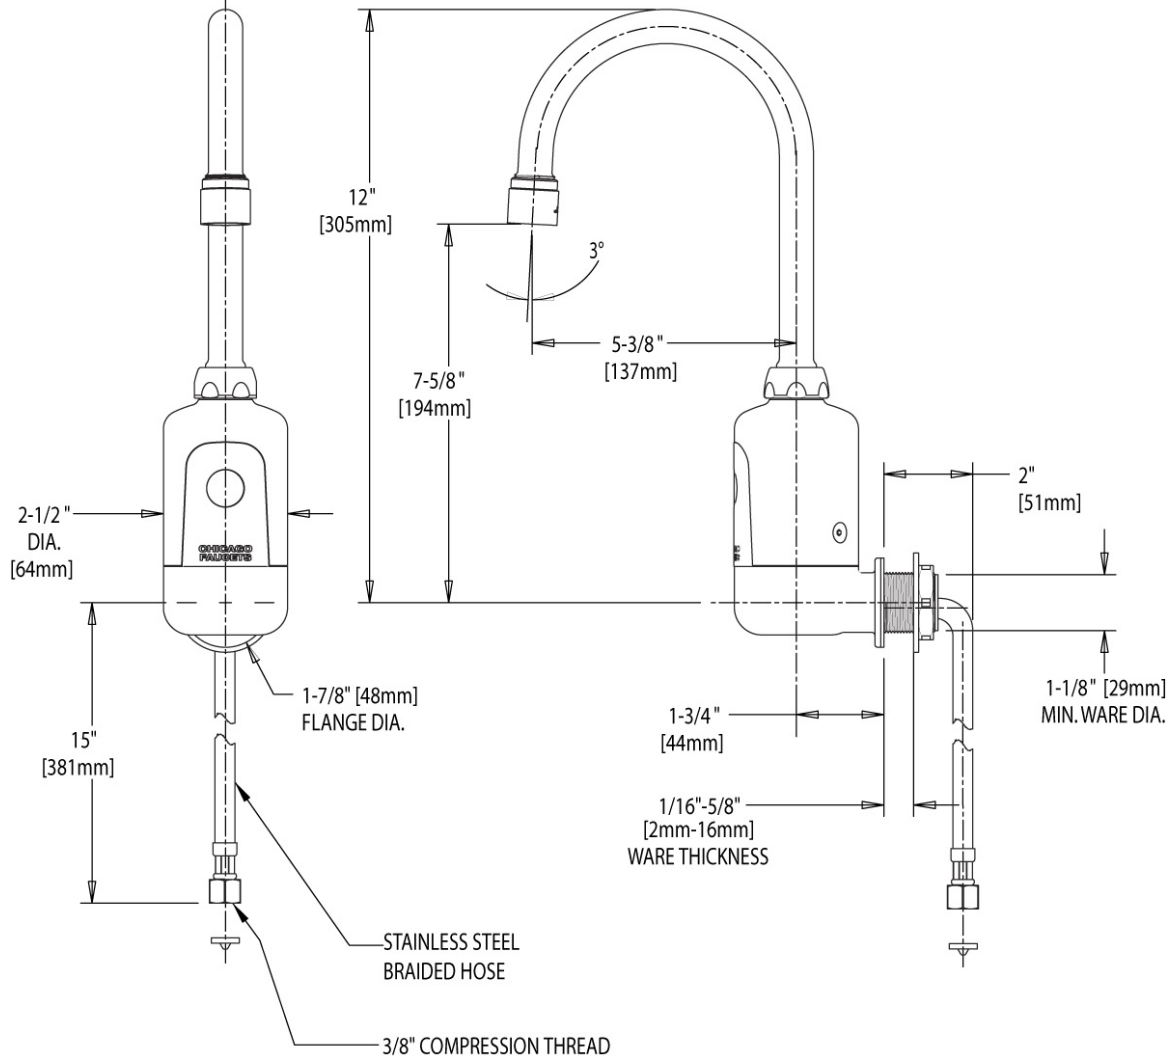 12"
[305mm]
3°
5-3/8"
[137mm]
7-5/8"
[194mm]
2"
[51mm]
2-1/2"
DIA.
[64mm]
CHICAGO
FAUCETS
1-7/8" [48mm]
FLANGE DIA.
1-1/8" [29mm]
MIN. WARE DIA.
1-3/4"
[44mm]
15"
[381mm]
1/16"-5/8"
[2mm-16mm]
WARE THICKNESS
STAINLESS STEEL
BRAIDED HOSE
3/8" COMPRESSION THREAD